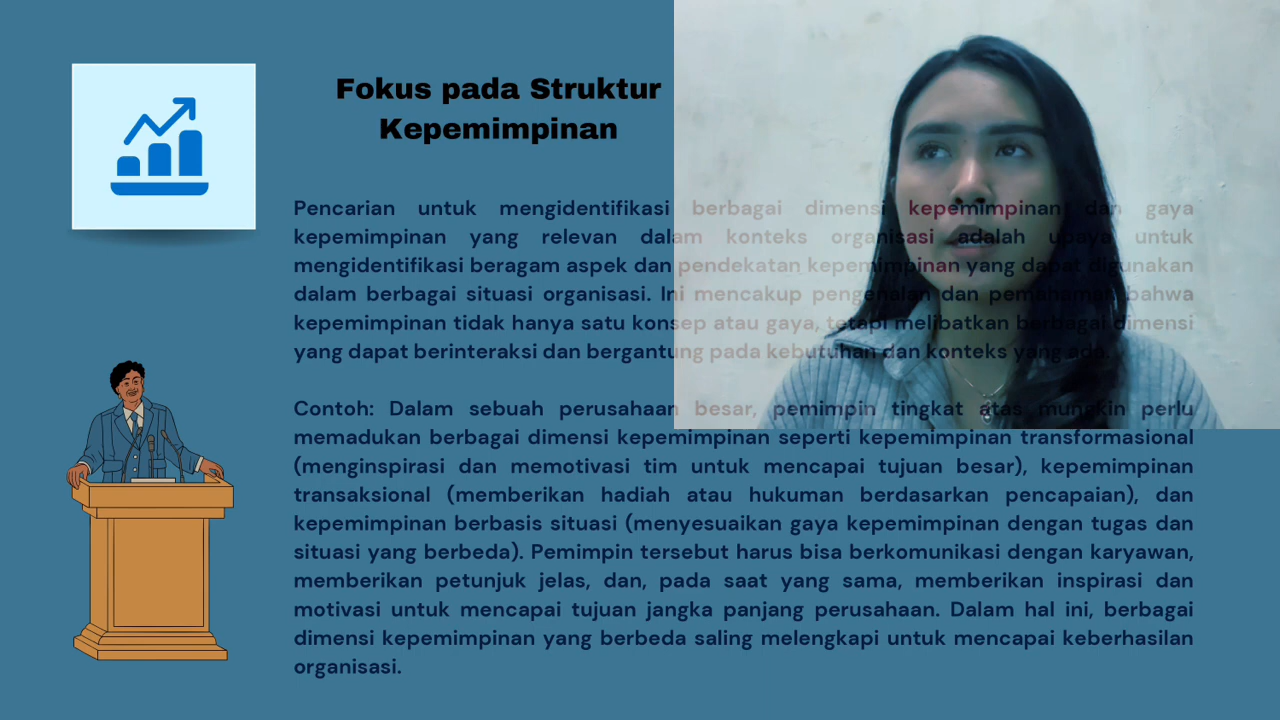 Fokus pada Struktur
Kepemimpinan
Pencarian untuk mengidentifikasi berbagai dimensi kepemimpinan dan gaya
kepemimpinan yang relevan dalam konteks organisasi adalah upaya untuk
mengidentifikasi beragam aspek dan pendekatan kepemimpinan yang dapat digunakan
dalam berbagai situasi organisasi. Ini mencakup pengenalan dan pemahaman bahwa
kepemimpinan tidak hanya satu konsep atau gaya, tetapi melibatkan berbagai dimensi
yang dapat berinteraksi dan bergantung pada kebutuhan dan konteks yang ada.
Contoh: Dalam sebuah perusahaan besar, pemimpin tingkat atas mungkin perlu
memadukan berbagai dimensi kepemimpinan seperti kepemimpinan transformasional
(menginspirasi dan memotivasi tim untuk mencapai tujuan besar), kepemimpinan
transaksional (memberikan hadiah atau hukuman berdasarkan pencapaian), dan
kepemimpinan berbasis situasi (menyesuaikan gaya kepemimpinan dengan tugas dan
situasi yang berbeda). Pemimpin tersebut harus bisa berkomunikasi dengan karyawan,
memberikan petunjuk jelas, dan, pada saat yang sama, memberikan inspirasi dan
motivasi untuk mencapai tujuan jangka panjang perusahaan. Dalam hal ini, berbagai
dimensi kepemimpinan yang berbeda saling melengkapi untuk mencapai keberhasilan
organisasi.